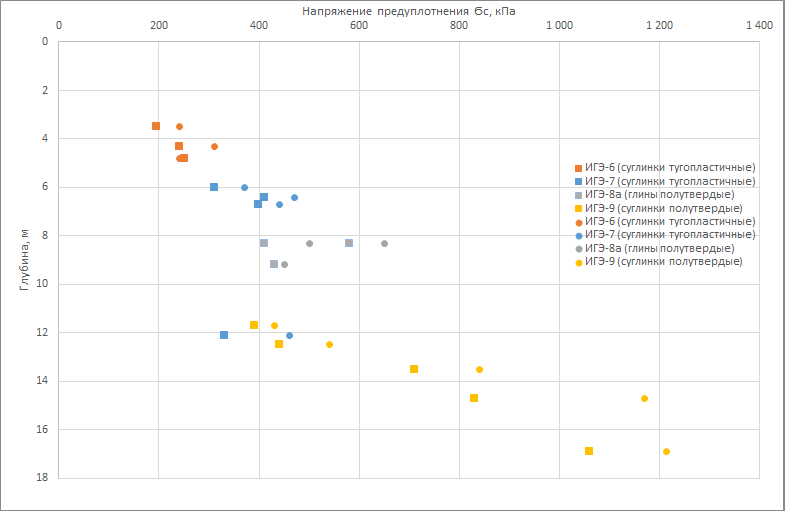 Напряжение предуплотнения Ϭс, кПа
0 200 400 600 800 1 000 1 200 1 400
0
2
4
6
8
10
12
14
16
18
Глубина, м
ИГЭ-6 (суглинки тугопластичные)
ИГЭ-7 (суглинки тугопластичные)
ИГЭ-8а (глины полутвердые)
ИГЭ-9 (суглинки полутвердые)
ИГЭ-6 (суглинки тугопластичные)
ИГЭ-7 (суглинки тугопластичные)
ИГЭ-8а (глины полутвердые)
ИГЭ-9 (суглинки полутвердые)